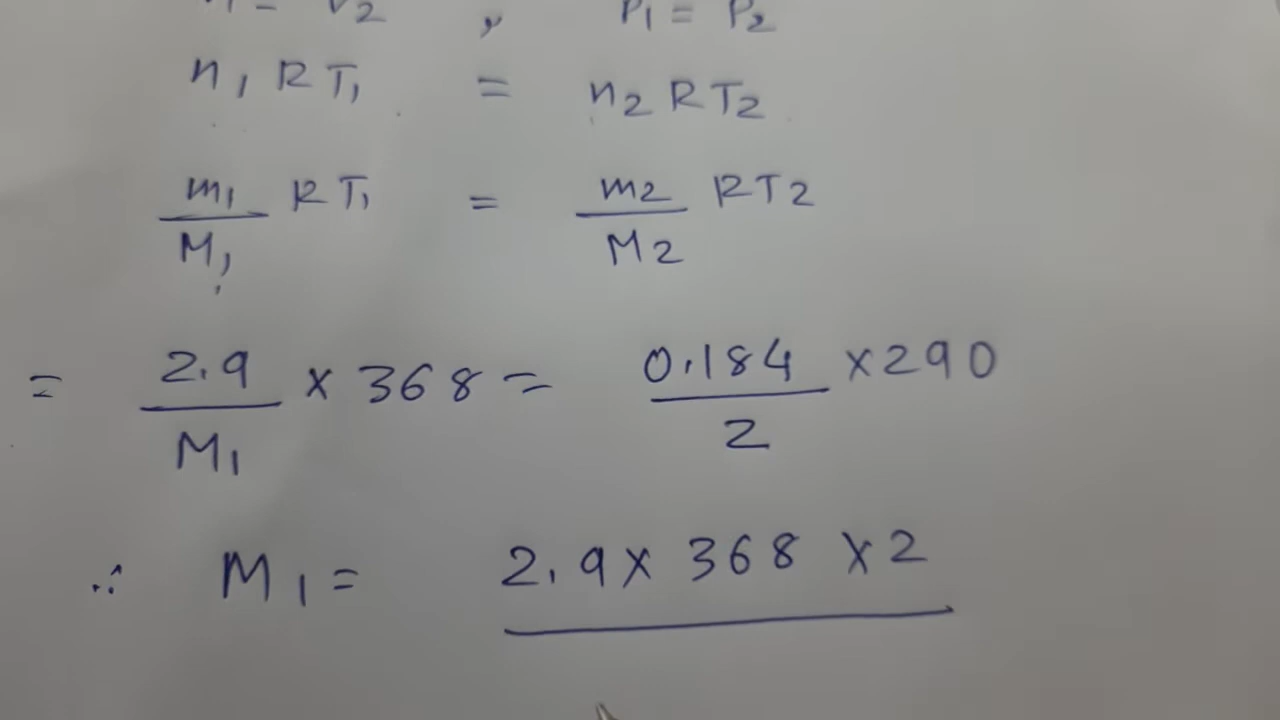 V2 , P1 = P2
n1 RT1 = n2 RT2
m1/M1 RT1 = m2/M2 RT2
= 2.9/M1 × 368 = 0.184/2 × 290
∴ M1 = 2.9 × 368 × 2